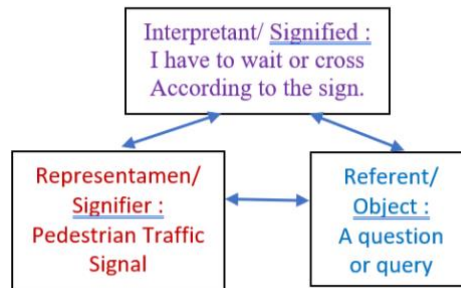 Interpretant/ Signified :
I have to wait or cross
According to the sign.
Representamen/
Signifier :
Pedestrian Traffic
Signal
Referent/
Object :
A question
or query